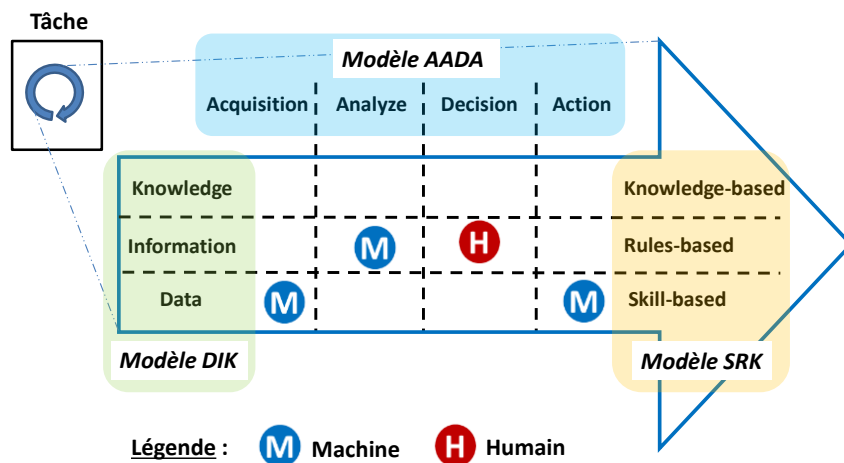 Tâche
Modèle AADA
Acquisition Analyze Decision Action
Knowledge Knowledge-based
Information M H Rules-based
Data M M Skill-based
Modèle DIK Modèle SRK
Légende : M Machine H Humain